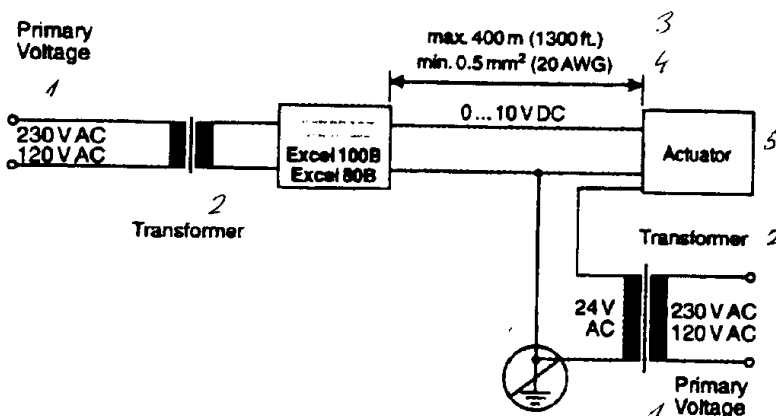 Primary
Voltage
1
230 V AC
120 V AC
2
Transformer
Excel 100B
Excel 80B
max. 400 m (1300 ft.)
3
min. 0.5 mm² (20 AWG)
4
0 ... 10 V DC
Actuator
5
Transformer
2
24 V
AC
230 V AC
120 V AC
1
Primary
Voltage